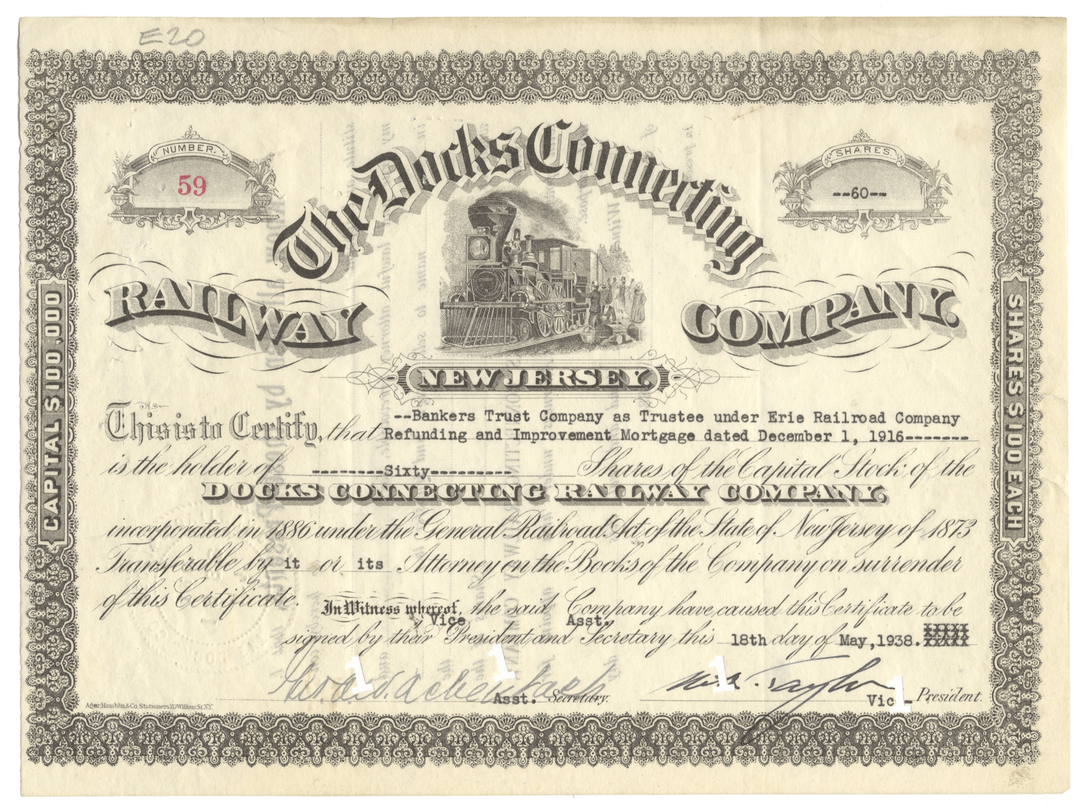 E20
NUMBER.
59
SHARES
--60--
The Docks Connecting
RAILWAY COMPANY.
NEW JERSEY.
CAPITAL $100,000
SHARES $100 EACH
This is to Certify, that --Bankers Trust Company as Trustee under Erie Railroad Company
Refunding and Improvement Mortgage dated December 1, 1916--------
is the holder of --------Sixty--------- Shares of the Capital Stock of the
DOCKS CONNECTING RAILWAY COMPANY,
incorporated in 1886 under the General Railroad Act of the State of New Jersey of 1873
Transferable by it or its Attorney on the Books of the Company on surrender
of this Certificate.
In Witness whereof, the said Company have caused this Certificate to be
Vice Asst.
signed by their President and Secretary this 18th day of May, 1938. XXXXX
1 1 1 1
Asst. Secretary. Vic - President.